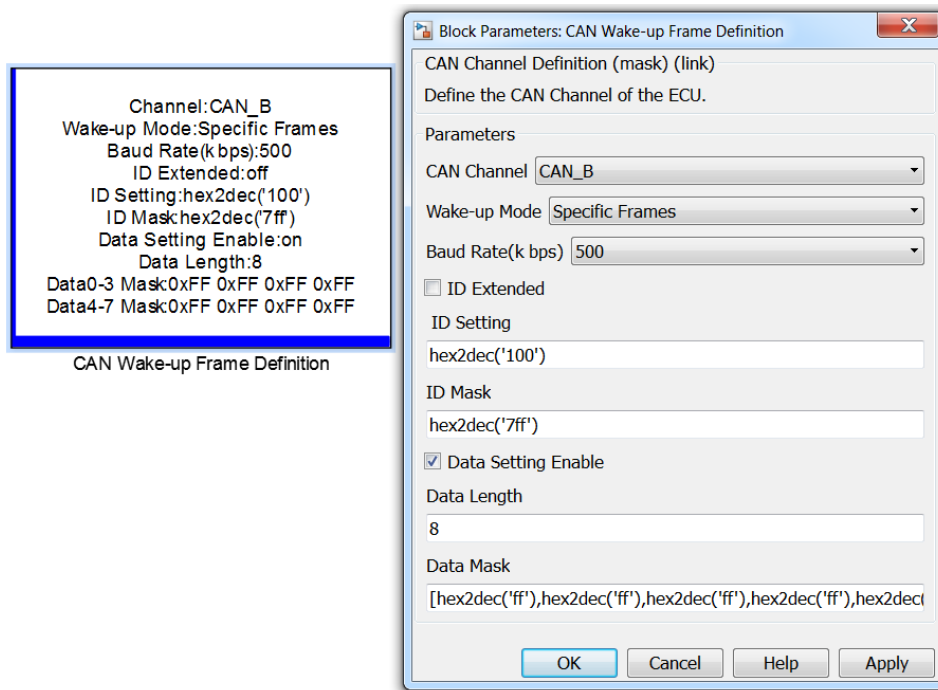 Channel:CAN_B
Wake-up Mode:Specific Frames
Baud Rate(k bps):500
ID Extended:off
ID Setting:hex2dec('100')
ID Mask:hex2dec('7ff')
Data Setting Enable:on
Data Length:8
Data0-3 Mask:0xFF 0xFF 0xFF 0xFF
Data4-7 Mask:0xFF 0xFF 0xFF 0xFF
CAN Wake-up Frame Definition
Block Parameters: CAN Wake-up Frame Definition
CAN Channel Definition (mask) (link)
Define the CAN Channel of the ECU.
Parameters
CAN Channel CAN_B
Wake-up Mode Specific Frames
Baud Rate(k bps) 500
ID Extended
ID Setting
hex2dec('100')
ID Mask
hex2dec('7ff')
Data Setting Enable
Data Length
8
Data Mask
[hex2dec('ff'),hex2dec('ff'),hex2dec('ff'),hex2dec('ff'),hex2dec(
OK Cancel Help Apply